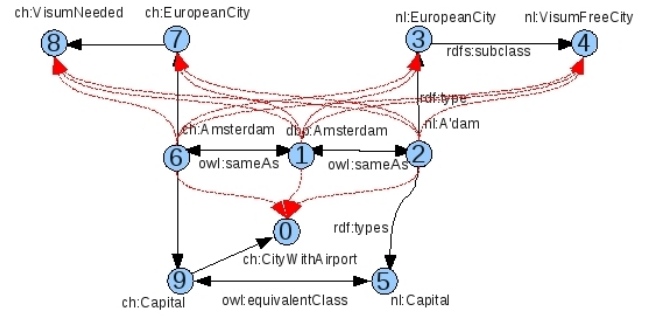 ch:VisumNeeded
ch:EuropeanCity
nl:EuropeanCity
nl:VisumFreeCity
8
7
3
4
rdfs:subclass
rdf:type
nl:A'dam
ch:Amsterdam
dbp:Amsterdam
6
1
2
owl:sameAs
owl:sameAs
0
rdf:types
ch:CityWithAirport
9
5
ch:Capital
owl:equivalentClass
nl:Capital